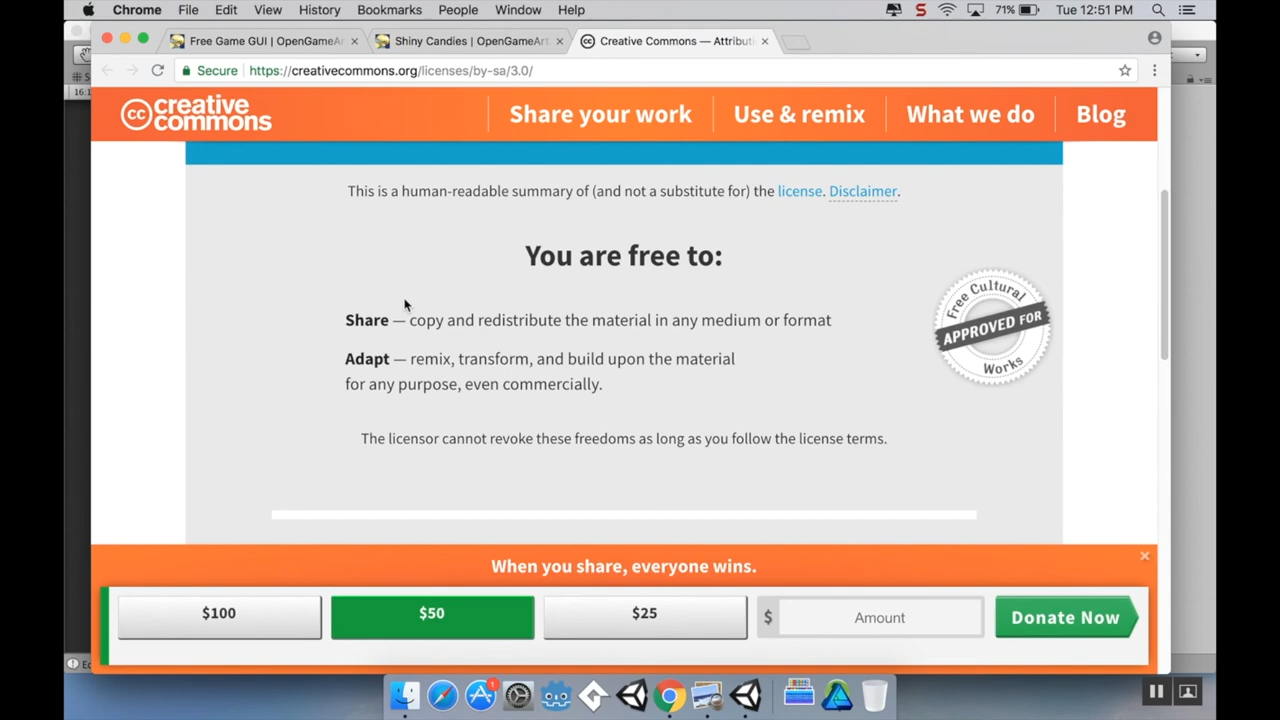 Chrome File Edit View History Bookmarks People Window Help 71% Tue 12:51 PM
Free Game GUI | OpenGameAr Shiny Candies | OpenGameArt Creative Commons — Attributi
Secure https://creativecommons.org/licenses/by-sa/3.0/
16:1
cc creative commons Share your work Use & remix What we do Blog
This is a human-readable summary of (and not a substitute for) the license. Disclaimer.
You are free to:
Share — copy and redistribute the material in any medium or format
Adapt — remix, transform, and build upon the material
for any purpose, even commercially.
Free Cultural
APPROVED FOR
Works
The licensor cannot revoke these freedoms as long as you follow the license terms.
When you share, everyone wins.
$100 $50 $25 $ Amount Donate Now
1